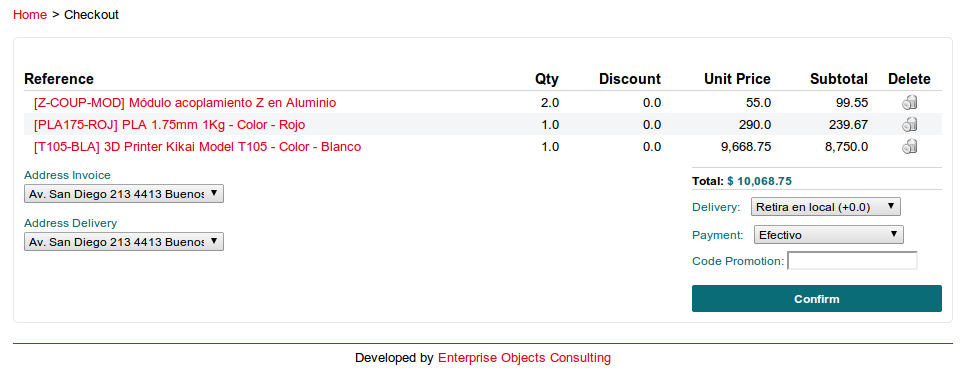 Home > Checkout
Reference Qty Discount Unit Price Subtotal Delete
[Z-COUP-MOD] Módulo acoplamiento Z en Aluminio 2.0 0.0 55.0 99.55
[PLA175-ROJ] PLA 1.75mm 1Kg - Color - Rojo 1.0 0.0 290.0 239.67
[T105-BLA] 3D Printer Kikai Model T105 - Color - Blanco 1.0 0.0 9,668.75 8,750.0
Address Invoice
Av. San Diego 213 4413 Buenos
Address Delivery
Av. San Diego 213 4413 Buenos
Total: $ 10,068.75
Delivery: Retira en local (+0.0)
Payment: Efectivo
Code Promotion:
Confirm
Developed by Enterprise Objects Consulting